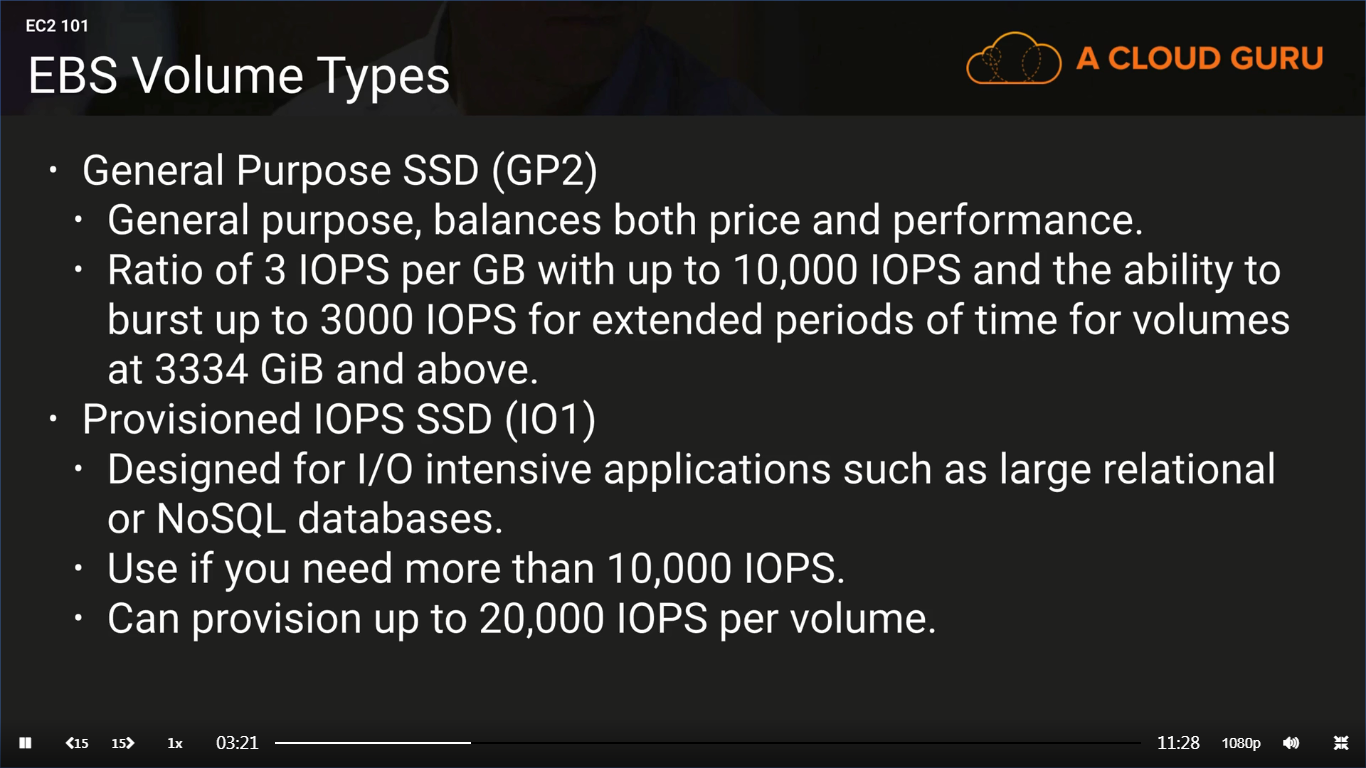 EC2 101
EBS Volume Types
A CLOUD GURU
• General Purpose SSD (GP2)
• General purpose, balances both price and performance.
• Ratio of 3 IOPS per GB with up to 10,000 IOPS and the ability to
burst up to 3000 IOPS for extended periods of time for volumes
at 3334 GiB and above.
• Provisioned IOPS SSD (IO1)
• Designed for I/O intensive applications such as large relational
or NoSQL databases.
• Use if you need more than 10,000 IOPS.
• Can provision up to 20,000 IOPS per volume.
15 15 1x 03:21 11:28 1080p